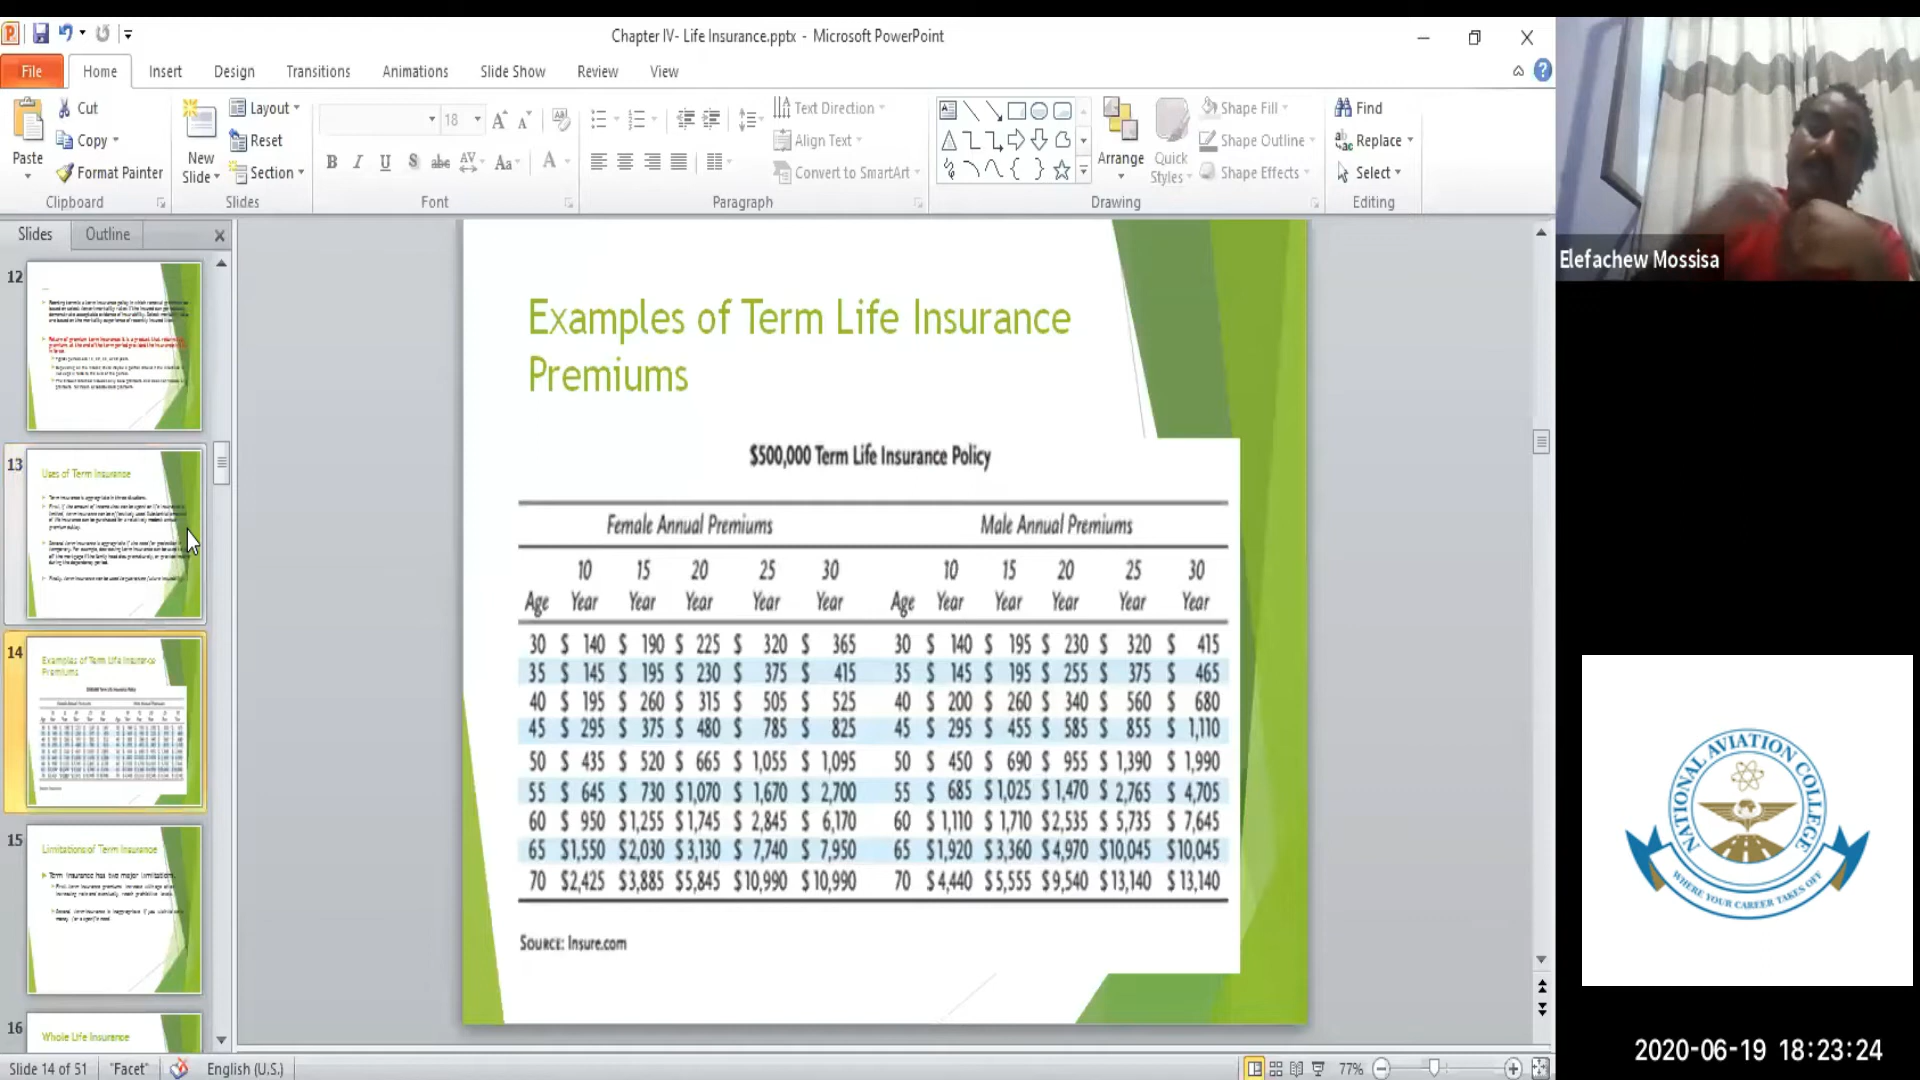 Chapter IV- Life Insurance.pptx - Microsoft PowerPoint
File Home Insert Design Transitions Animations Slide Show Review View
Paste
Cut
Copy
Format Painter
Clipboard
New
Slide
Layout
Reset
Section
Slides
18
Font
Text Direction
Align Text
Convert to SmartArt
Paragraph
Arrange
Quick
Styles
Shape Fill
Shape Outline
Shape Effects
Drawing
Find
Replace
Select
Editing
Elefachew Mossisa
Slides Outline
12
13
Uses of Term Insurance
14
Examples of Term Life Insurance
Premiums
15
Limitations of Term Insurance
Term insurance has two major limitations
16
Whole Life Insurance
Examples of Term Life Insurance
Premiums
$500,000 Term Life Insurance Policy
Female Annual Premiums Male Annual Premiums
10 15 20 25 30 10 15 20 25 30
Age Year Year Year Year Year Age Year Year Year Year Year
30 $ 140 $ 190 $ 225 $ 320 $ 365 30 $ 140 $ 195 $ 230 $ 320 $ 415
35 $ 145 $ 195 $ 230 $ 375 $ 415 35 $ 145 $ 195 $ 255 $ 375 $ 465
40 $ 195 $ 260 $ 315 $ 505 $ 525 40 $ 200 $ 260 $ 340 $ 560 $ 680
45 $ 295 $ 375 $ 480 $ 785 $ 825 45 $ 295 $ 455 $ 585 $ 855 $ 1,110
50 $ 435 $ 520 $ 665 $ 1,055 $ 1,095 50 $ 450 $ 690 $ 955 $ 1,390 $ 1,990
55 $ 645 $ 730 $1,070 $ 1,670 $ 2,700 55 $ 685 $1,025 $1,470 $ 2,765 $ 4,705
60 $ 950 $1,255 $1,745 $ 2,845 $ 6,170 60 $1,110 $1,710 $2,535 $ 5,735 $ 7,645
65 $1,550 $2,030 $3,130 $ 7,740 $ 7,950 65 $1,920 $3,360 $4,970 $10,045 $10,045
70 $2,425 $3,885 $5,845 $10,990 $10,990 70 $4,440 $5,555 $9,540 $13,140 $13,140
Source: Insure.com
NATIONAL AVIATION COLLEGE
WHERE YOUR CAREER TAKES OFF
Slide 14 of 51 "Facet" English (U.S.) 77%
2020-06-19 18:23:24